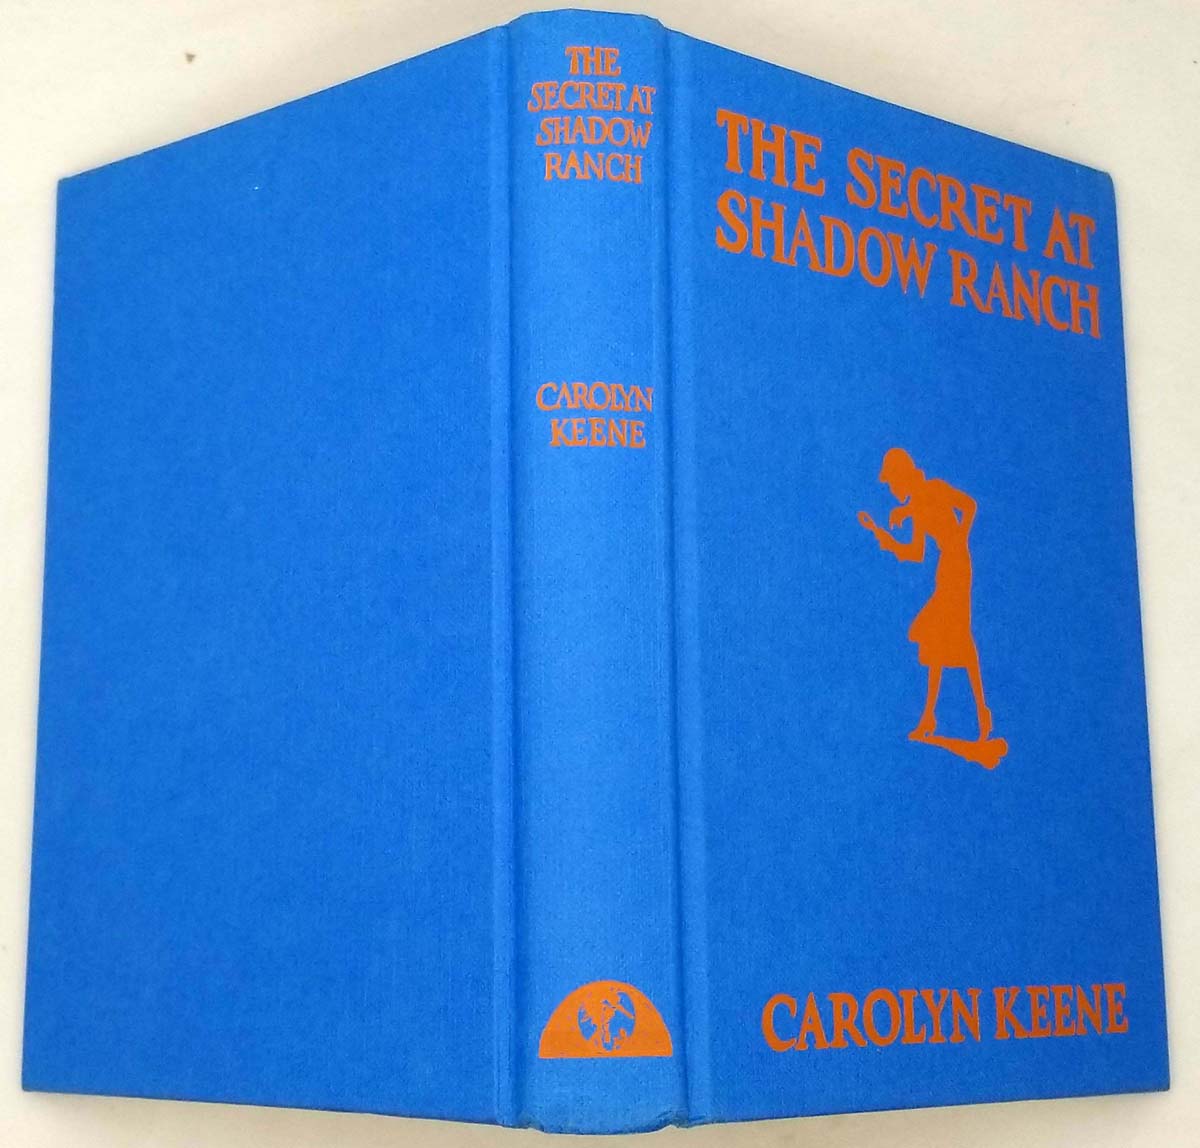 THE
SECRET AT
SHADOW
RANCH
CAROLYN
KEENE
THE SECRET AT
SHADOW RANCH
CAROLYN KEENE